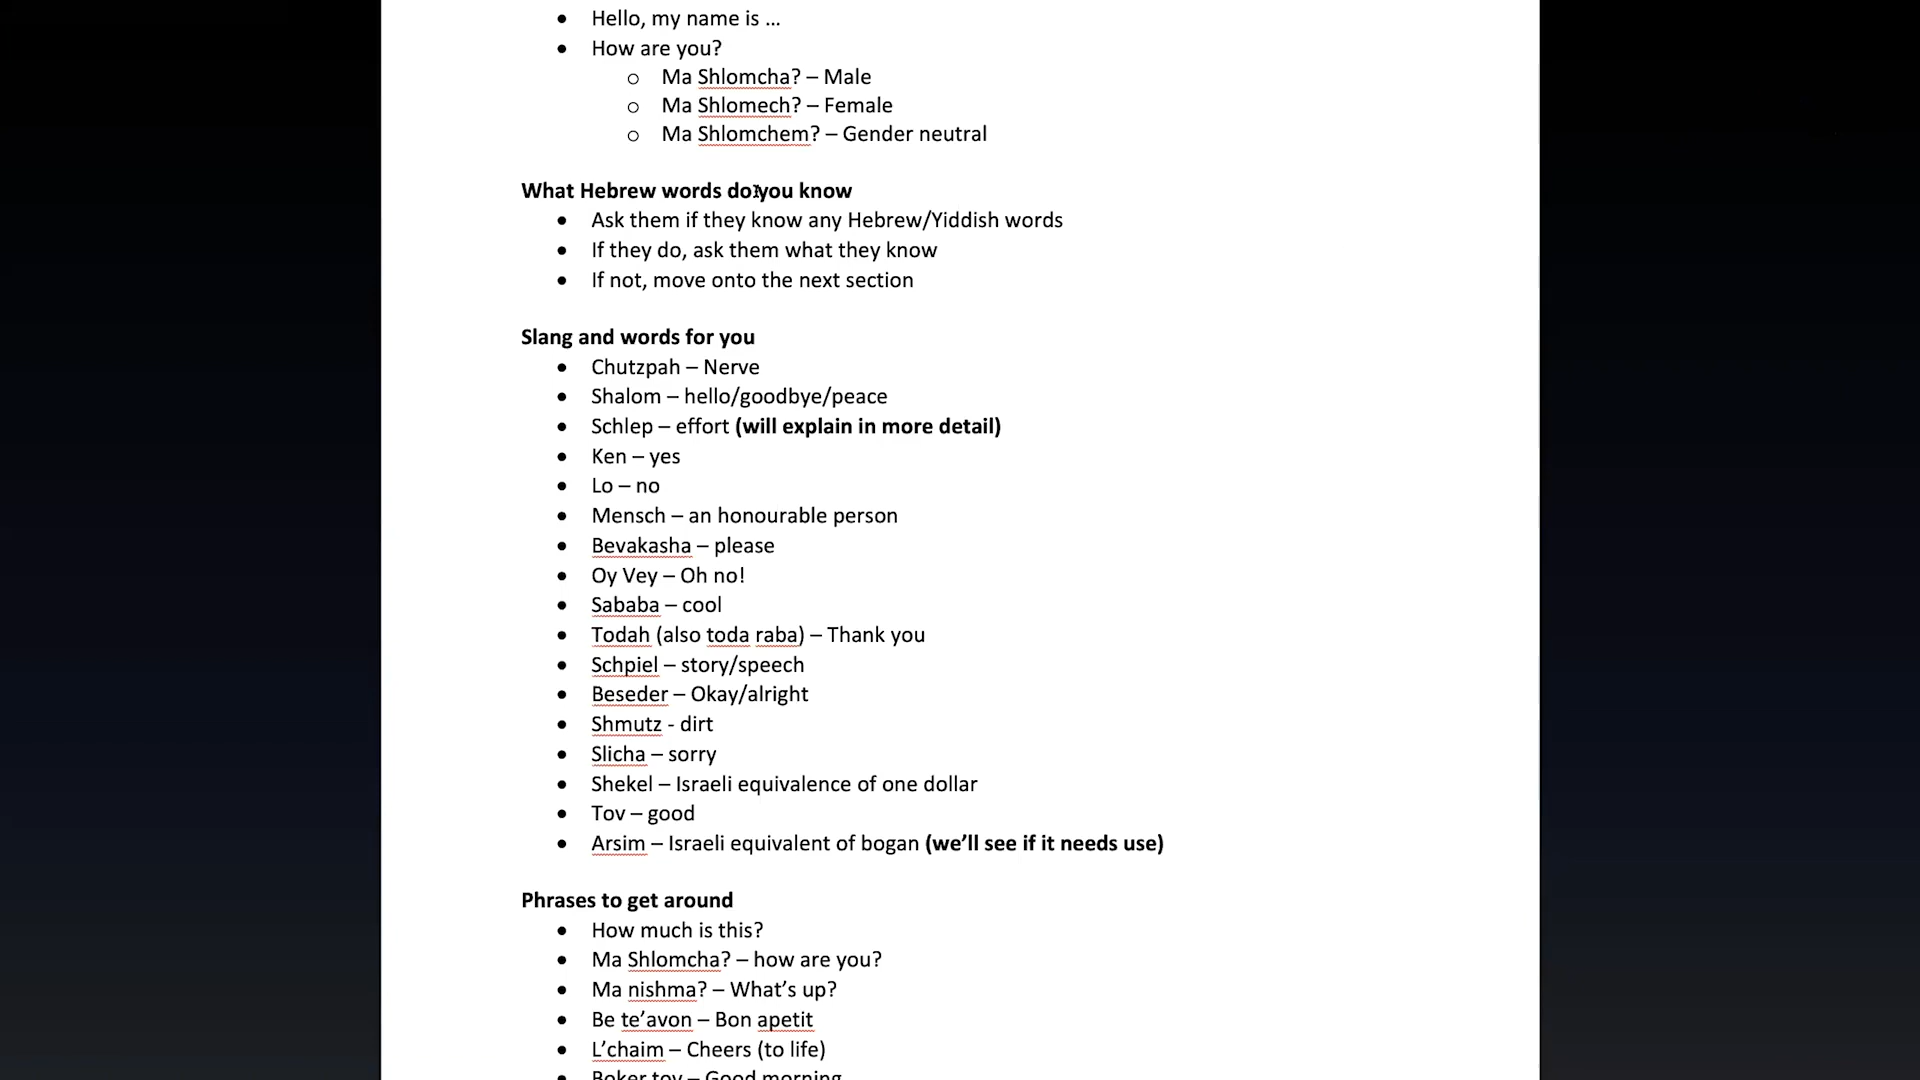 • Hello, my name is ...
• How are you?
o Ma Shlomcha? – Male
o Ma Shlomech? – Female
o Ma Shlomchem? – Gender neutral
What Hebrew words do you know
• Ask them if they know any Hebrew/Yiddish words
• If they do, ask them what they know
• If not, move onto the next section
Slang and words for you
• Chutzpah – Nerve
• Shalom – hello/goodbye/peace
• Schlep – effort (will explain in more detail)
• Ken – yes
• Lo – no
• Mensch – an honourable person
• Bevakasha – please
• Oy Vey – Oh no!
• Sababa – cool
• Todah (also toda raba) – Thank you
• Schpiel – story/speech
• Beseder – Okay/alright
• Shmutz - dirt
• Slicha – sorry
• Shekel – Israeli equivalence of one dollar
• Tov – good
• Arsim – Israeli equivalent of bogan (we’ll see if it needs use)
Phrases to get around
• How much is this?
• Ma Shlomcha? – how are you?
• Ma nishma? – What’s up?
• Be te’avon – Bon apetit
• L’chaim – Cheers (to life)
• Boker tov – Good morning